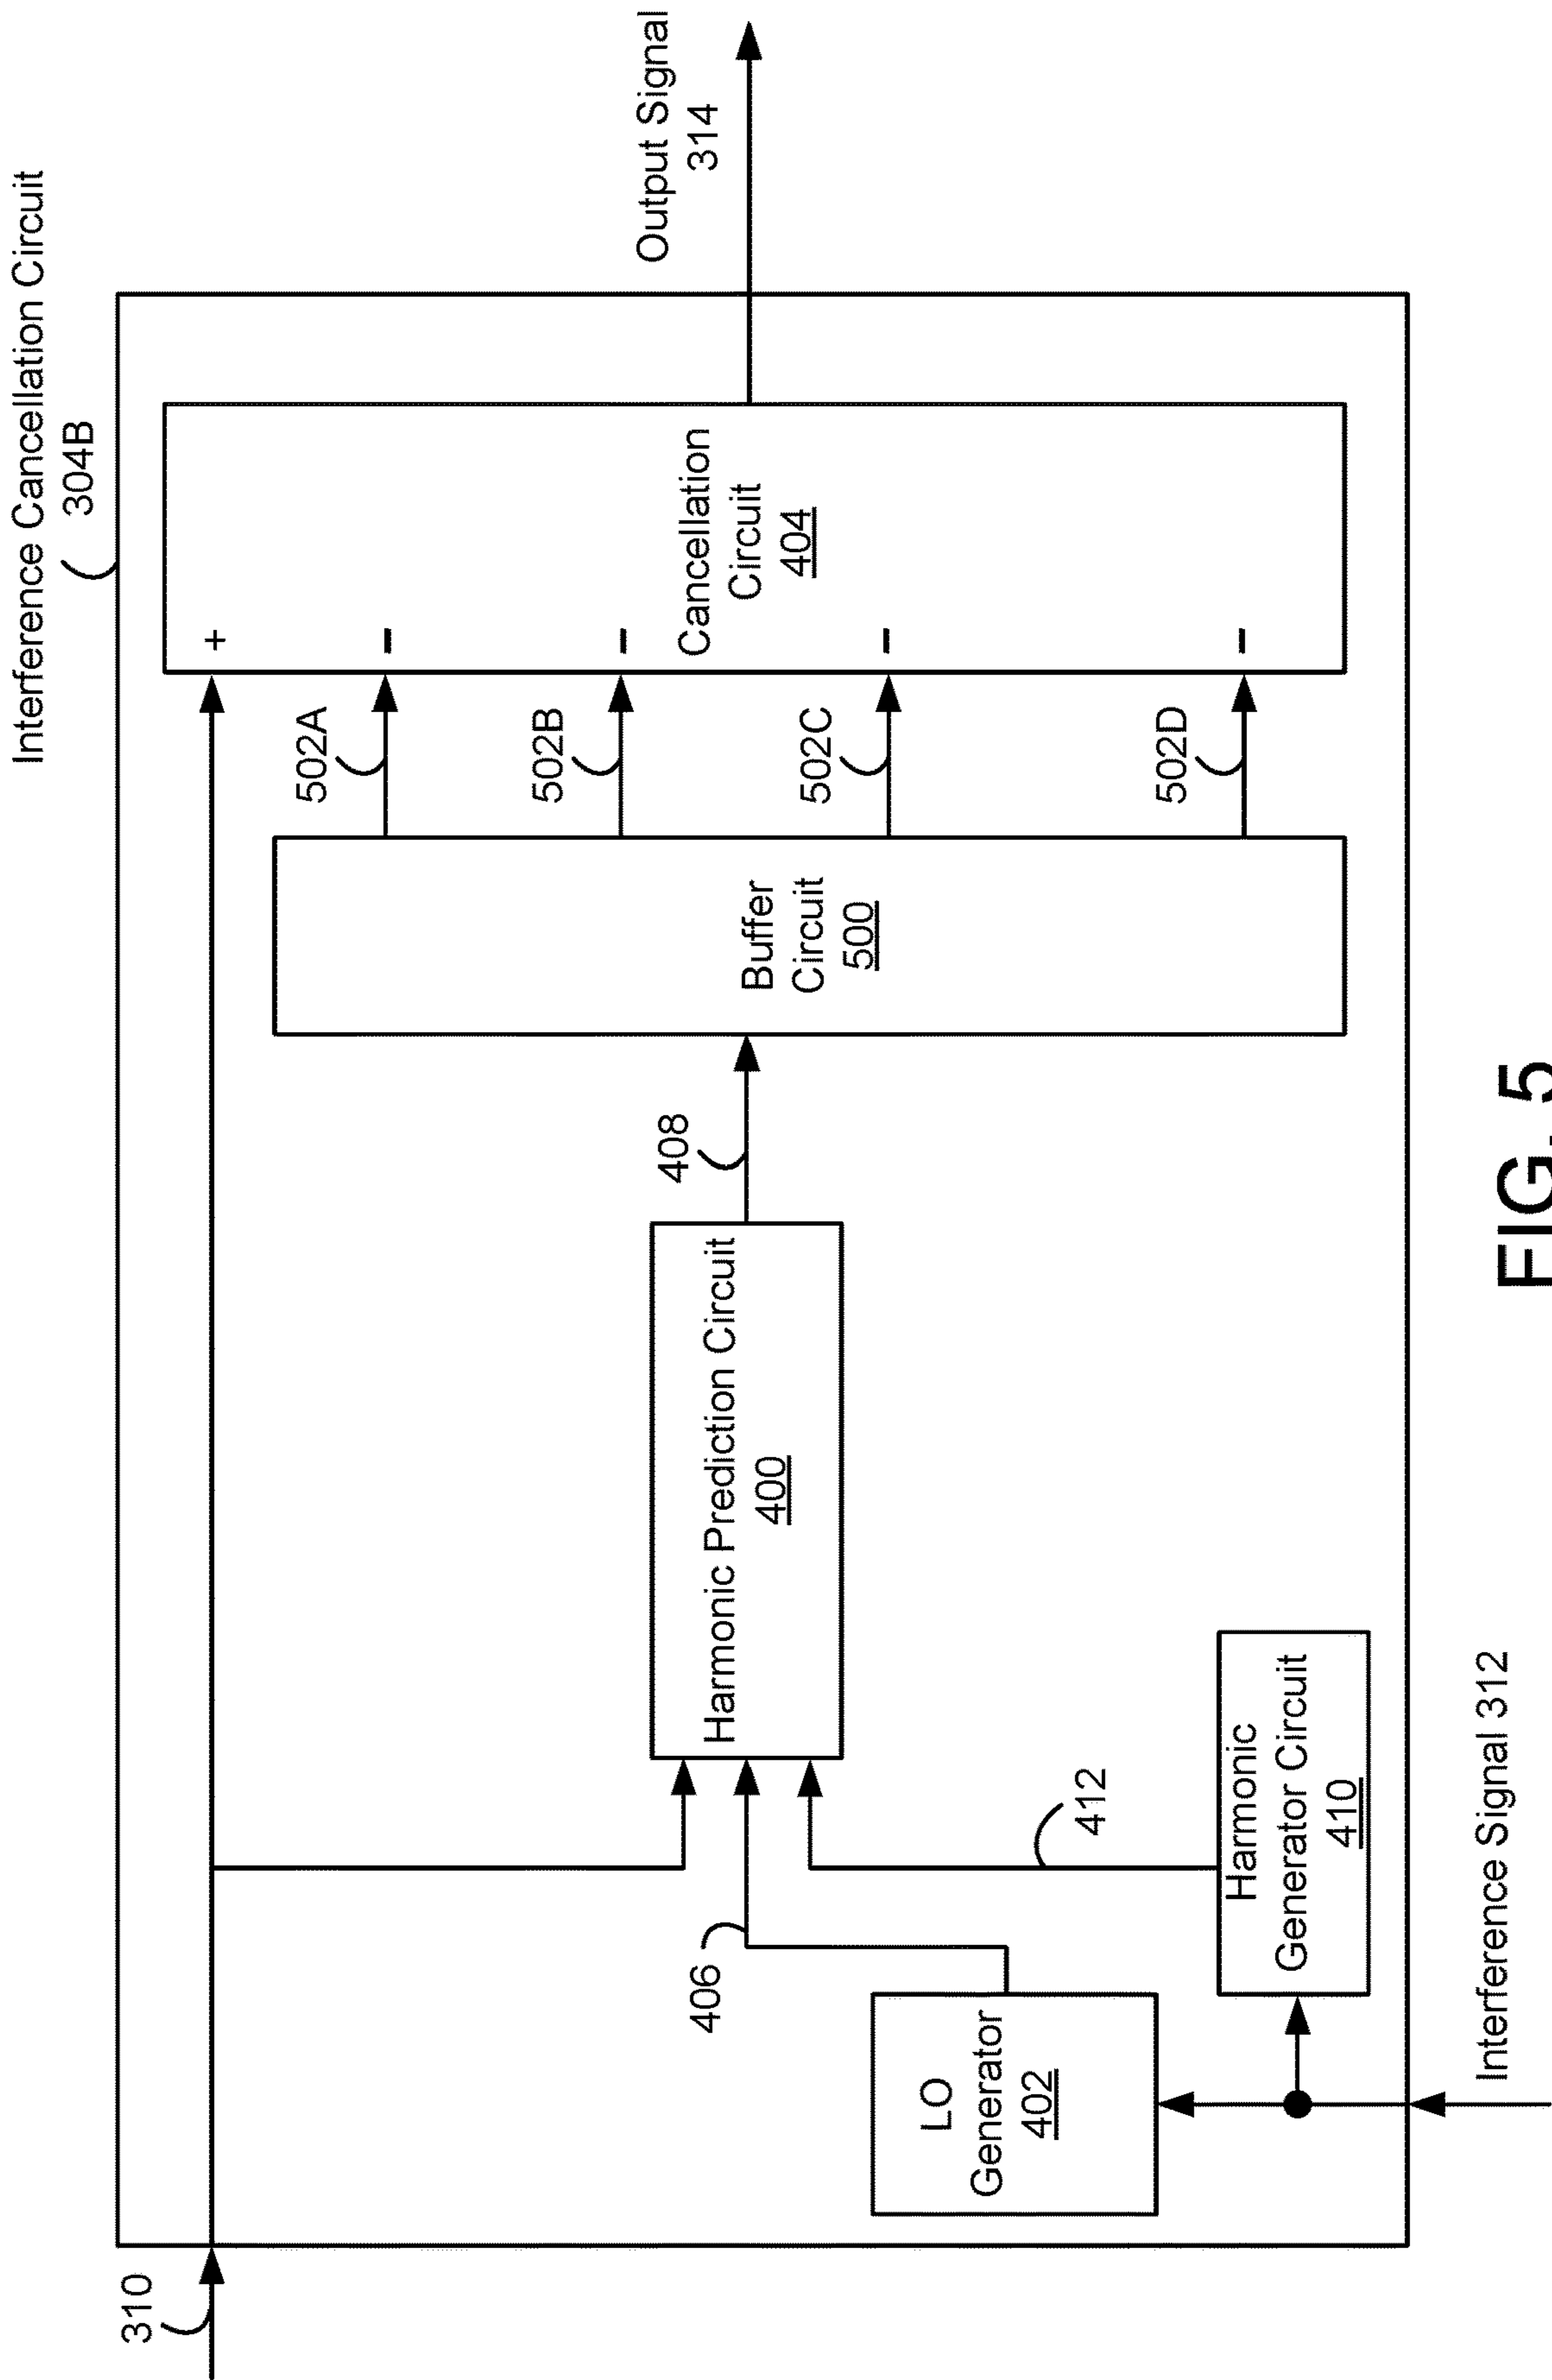 Interference Cancellation Circuit
304B
310
+
502A
–
502B
–
502C
–
502D
–
Cancellation
Circuit
404
Output Signal
314
Buffer
Circuit
500
408
Harmonic Prediction Circuit
400
406
412
LO
Generator
402
Harmonic
Generator Circuit
410
Interference Signal 312
FIG. 5